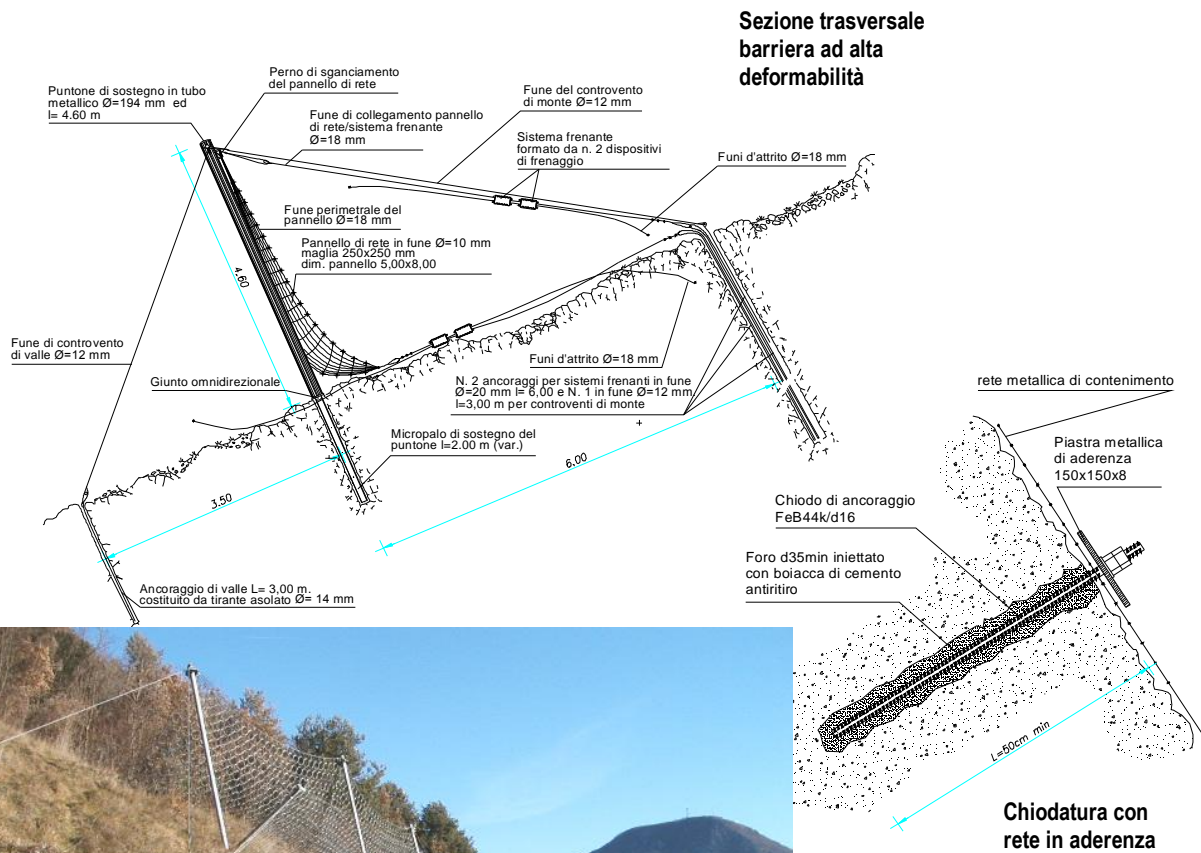 Sezione trasversale
barriera ad alta
deformabilità
Perno di sganciamento
del pannello di rete
Puntone di sostegno in tubo
metallico Ø=194 mm ed
l= 4.60 m
Fune di collegamento pannello
di rete/sistema frenante
Ø=18 mm
Fune del controvento
di monte Ø=12 mm
Sistema frenante
formato da n. 2 dispositivi
di frenaggio
Funi d'attrito Ø=18 mm
Fune perimetrale del
pannello Ø=18 mm
Pannello di rete in fune Ø=10 mm
maglia 250x250 mm
dim. pannello 5,00x8,00
4.60
Fune di controvento
di valle Ø=12 mm
Giunto omnidirezionale
Funi d'attrito Ø=18 mm
N. 2 ancoraggi per sistemi frenanti in fune
Ø=20 mm l= 6,00 e N. 1 in fune Ø=12 mm
l=3,00 m per controventi di monte
Micropalo di sostegno del
puntone l=2.00 m (var.)
6.00
3.50
Ancoraggio di valle L= 3,00 m.
costituito da tirante asolato Ø= 14 mm
rete metallica di contenimento
Piastra metallica
di aderenza
150x150x8
Chiodo di ancoraggio
FeB44k/d16
Foro d35min iniettato
con boiacca di cemento
antiritiro
L=50cm min
Chiodatura con
rete in aderenza